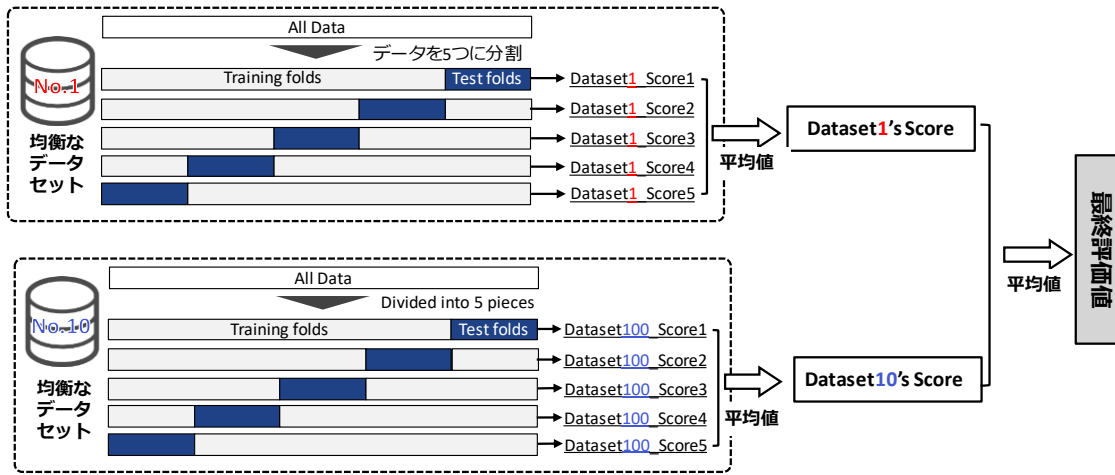 All Data
データを5つに分割
No.1
Training folds
Test folds
Dataset1_Score1
Dataset1_Score2
Dataset1_Score3
Dataset1_Score4
Dataset1_Score5
均衡な
データ
セット
平均値
Dataset1's Score
All Data
Divided into 5 pieces
No.10
Training folds
Test folds
Dataset100_Score1
Dataset100_Score2
Dataset100_Score3
Dataset100_Score4
Dataset100_Score5
均衡な
データ
セット
平均値
Dataset10's Score
平均値
最終評価値